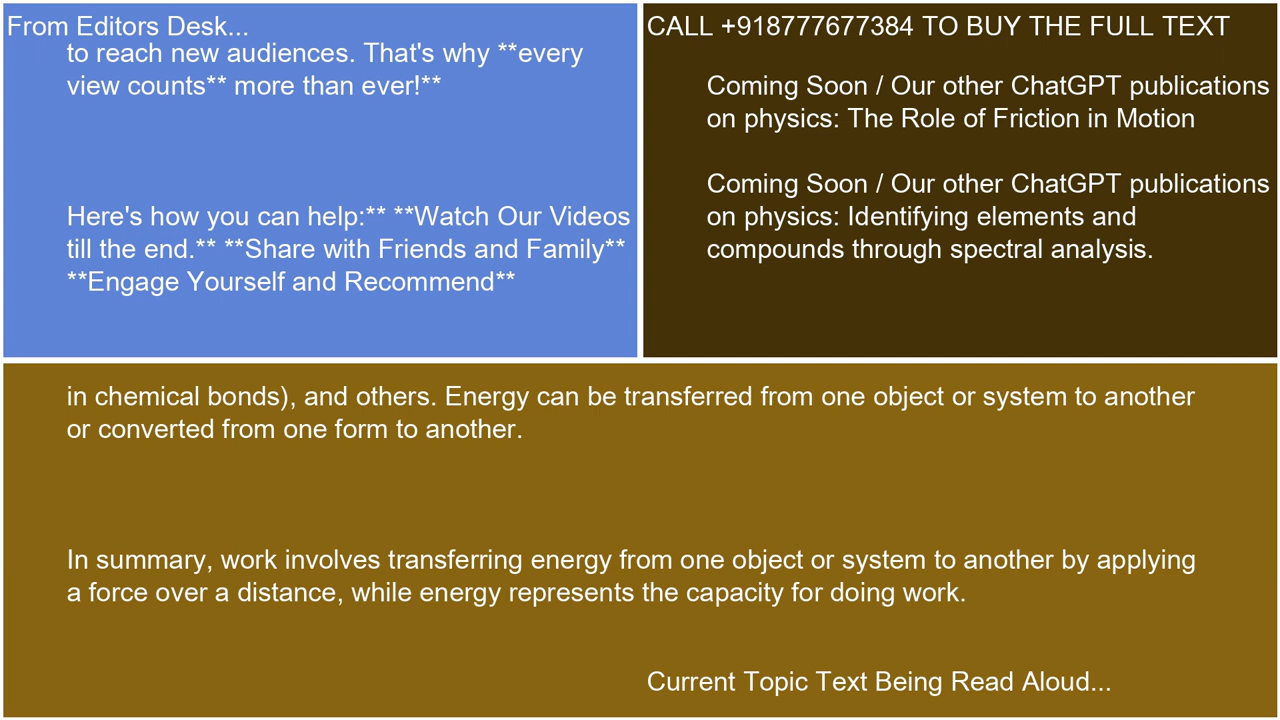 From Editors Desk...
to reach new audiences. That's why **every
view counts** more than ever!**
Here's how you can help:** **Watch Our Videos
till the end.** **Share with Friends and Family**
**Engage Yourself and Recommend**
CALL +918777677384 TO BUY THE FULL TEXT
Coming Soon / Our other ChatGPT publications
on physics: The Role of Friction in Motion
Coming Soon / Our other ChatGPT publications
on physics: Identifying elements and
compounds through spectral analysis.
in chemical bonds), and others. Energy can be transferred from one object or system to another
or converted from one form to another.
In summary, work involves transferring energy from one object or system to another by applying
a force over a distance, while energy represents the capacity for doing work.
Current Topic Text Being Read Aloud...